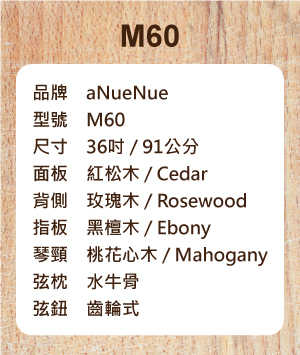 M60
品牌 aNueNue
型號 M60
尺寸 36吋 / 91公分
面板 紅松木 / Cedar
背側 玫瑰木 / Rosewood
指板 黑檀木 / Ebony
琴頸 桃花心木 / Mahogany
弦枕 水牛骨
弦鈕 齒輪式